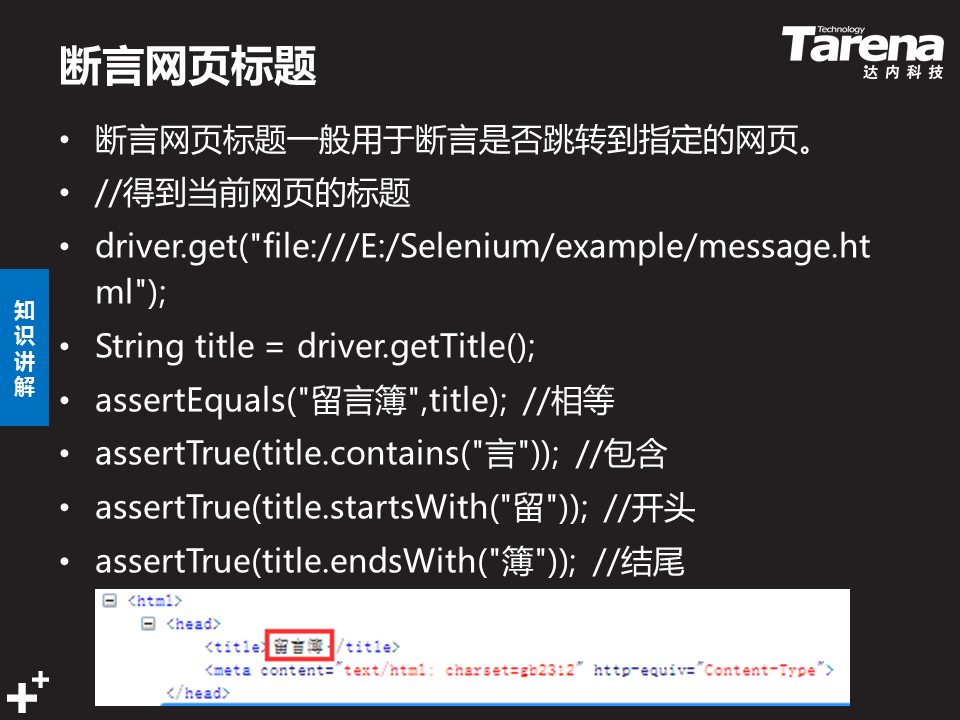 断言网页标题
Technology
Tarena
达内科技
• 断言网页标题一般用于断言是否跳转到指定的网页。
• //得到当前网页的标题
• driver.get("file:///E:/Selenium/example/message.ht
ml");
知识讲解
• String title = driver.getTitle();
• assertEquals("留言簿",title); //相等
• assertTrue(title.contains("言")); //包含
• assertTrue(title.startsWith("留")); //开头
• assertTrue(title.endsWith("簿")); //结尾
<html>
<head>
<title>留言簿</title>
<meta content="text/html; charset=gb2312" http-equiv="Content-Type">
</head>